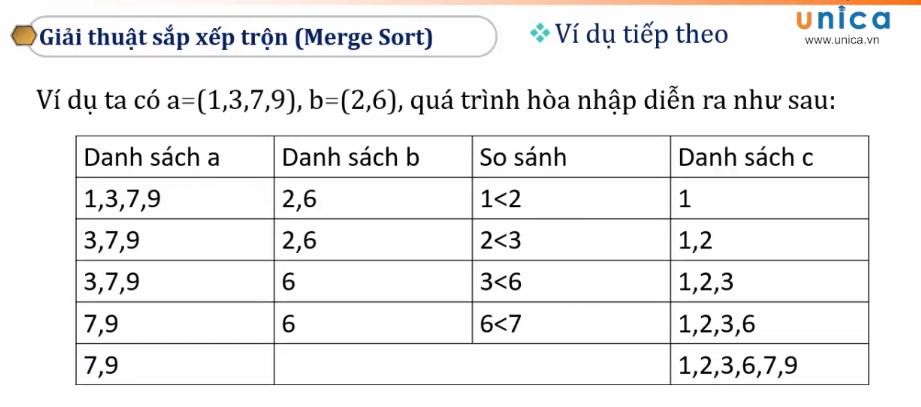 Giải thuật sắp xếp trộn (Merge Sort)
Ví dụ tiếp theo
unica
www.unica.vn
Ví dụ ta có a=(1,3,7,9), b=(2,6), quá trình hòa nhập diễn ra như sau:
Danh sách a Danh sách b So sánh Danh sách c
1,3,7,9 2,6 1<2 1
3,7,9 2,6 2<3 1,2
3,7,9 6 3<6 1,2,3
7,9 6 6<7 1,2,3,6
7,9 1,2,3,6,7,9